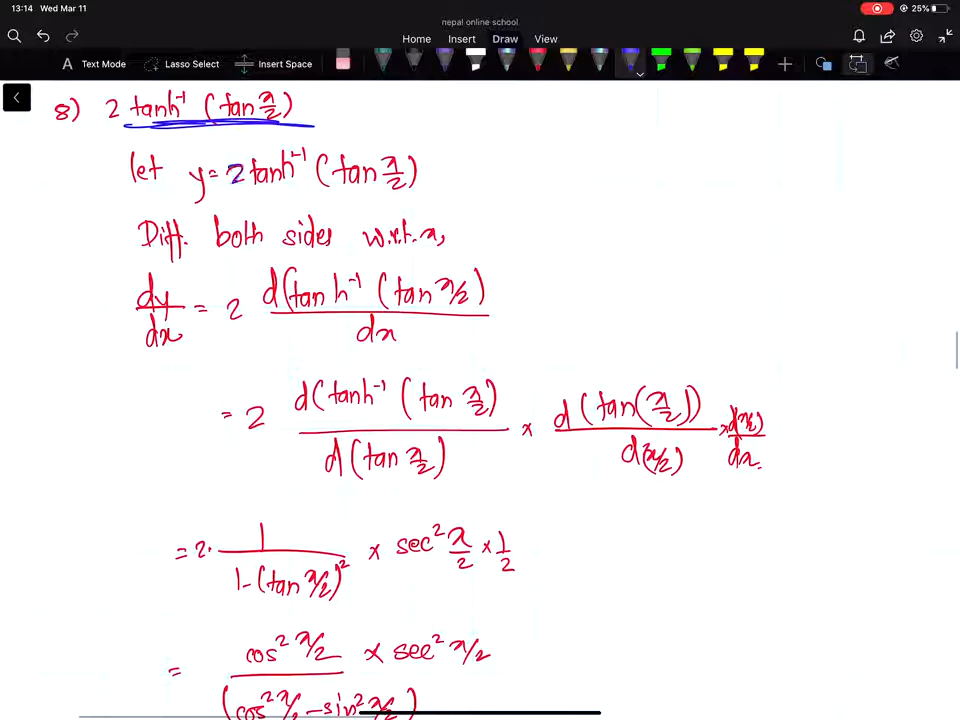 13:14 Wed Mar 11
25%
nepal online school
Home Insert Draw View
A Text Mode Lasso Select Insert Space
8) 2 tanh⁻¹ (tan x/2)
let y = 2 tanh⁻¹ (tan x/2)
Diff. both sides w.r.t. x,
dy/dx = 2 d(tanh⁻¹ (tan x/2)/dx
= 2 d(tanh⁻¹ (tan x/2)/d(tan x/2) × d(tan(x/2))/d(x/2) × d(x/2)/dx.
= 2 · 1/1-(tan x/2)² × sec² x/2 × 1/2
= cos² x/2 / (cos² x/2 - sin² x/2) × sec² x/2